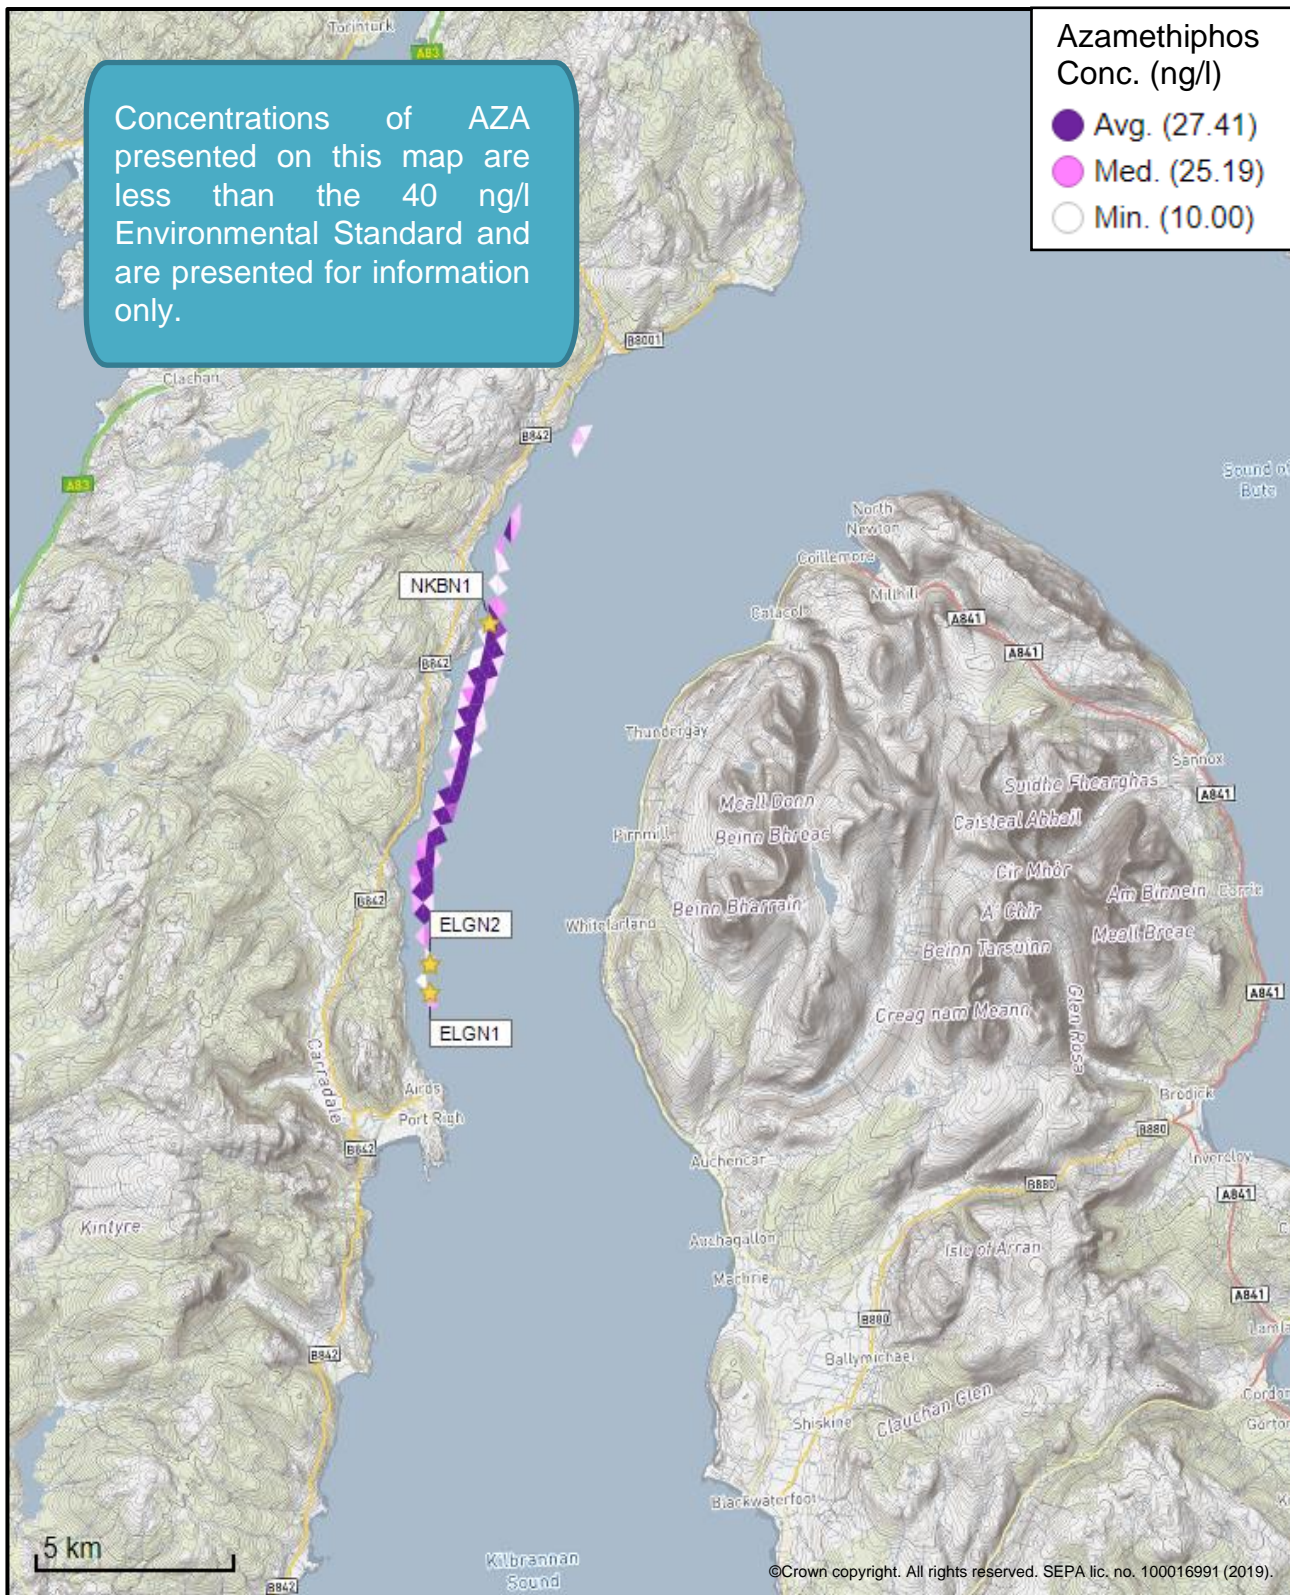 Torinturk
A83
Azamethiphos
Conc. (ng/l)
Avg. (27.41)
Med. (25.19)
Min. (10.00)
Concentrations of AZA
presented on this map are
less than the 40 ng/l
Environmental Standard and
are presented for information
only.
B8001
Clachan
B842
A83
Sound of
Bute
North
Newton
Coillemore
NKBN1
Millhill
Catacol
A841
A841
B842
Thundergay
Sannox
Suidhe Fhearghas
A841
Meall Donn
Caisteal Abhail
Pirnmill
Beinn Bhreac
Cir Mhòr
Am Binnein
Corrie
B842
Beinn Bharrain
A' Chir
ELGN2
Whitefarland
Meall Breac
Beinn Tarsuinn
A841
Creag nam Meann
Glen Rosa
ELGN1
Carradale
Airds
Port Righ
Brodick
B880
B842
Auchencar
Invercloy
B880
A841
Kintyre
Auchagallon
Isle of Arran
Machrie
A841
B880
Lamla
B842
Ballymichael
Clauchan Glen
Cordon
Shiskine
Gorton
Blackwaterfoot
5 km
Kilbrannan
Sound
©Crown copyright. All rights reserved. SEPA lic. no. 100016991 (2019).
B842